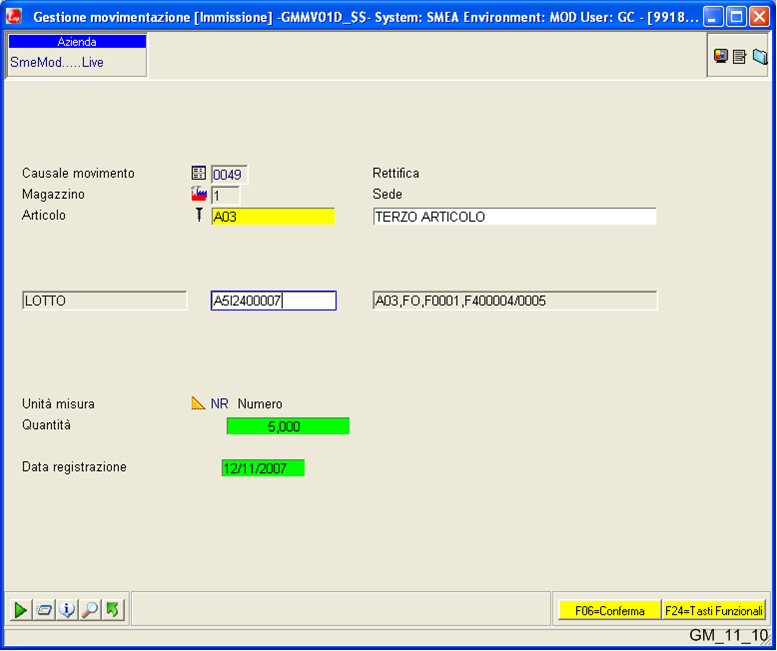 Gestione movimentazione [Immissione] -GMMV01D_$$- System: SMEA Environment: MOD User: GC - [9918...
Azienda
SmeMod.....Live
Causale movimento 0049 Rettifica
Magazzino 1 Sede
Articolo A03 TERZO ARTICOLO
LOTTO A5I2400007 A03,FO,F0001,F400004/0005
Unità misura NR Numero
Quantità 5,000
Data registrazione 12/11/2007
F06=Conferma F24=Tasti Funzionali
GM_11_10